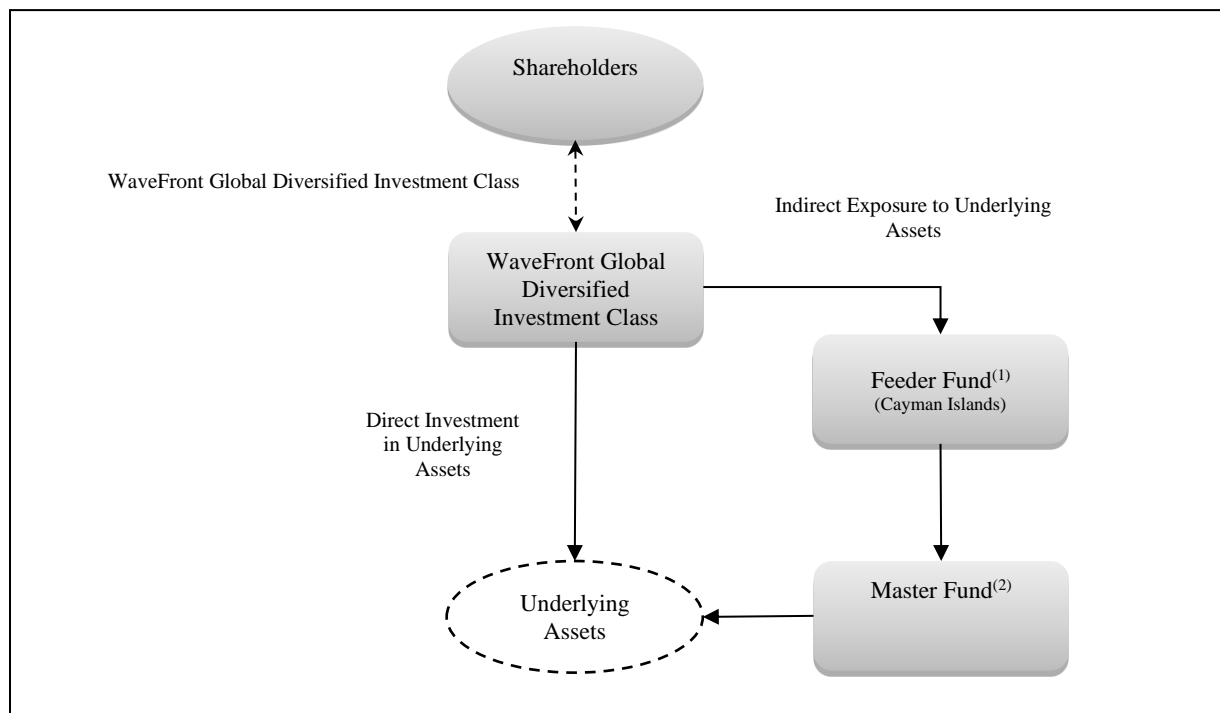 Shareholders
WaveFront Global Diversified Investment Class
Indirect Exposure to Underlying
Assets
WaveFront Global
Diversified
Investment Class
Feeder Fund(1)
(Cayman Islands)
Direct Investment
in Underlying
Assets
Master Fund(2)
Underlying
Assets